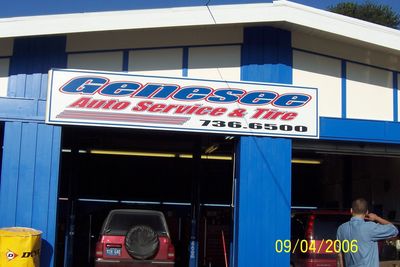 Genesee
Auto Service & Tire
736.6500
09/04/2006